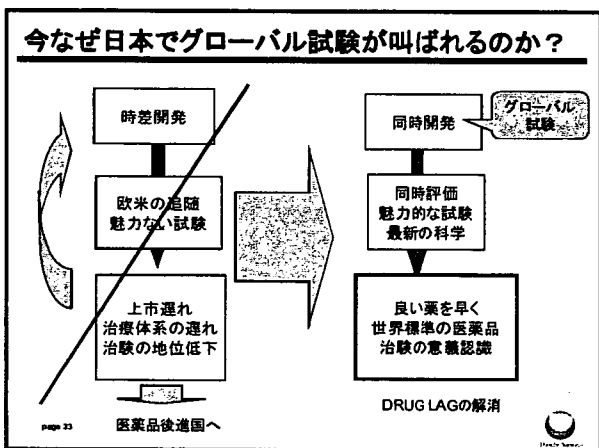 今なぜ日本でグローバル試験が叫ばれるのか？
時差開発
欧米の追随
魅力ない試験
上市遅れ
治療体系の遅れ
治験の地位低下
医薬品後進国へ
同時開発
グローバル
試験
同時評価
魅力的な試験
最新の科学
良い薬を早く
世界標準の医薬品
治験の意義認識
DRUG LAGの解消
page 33